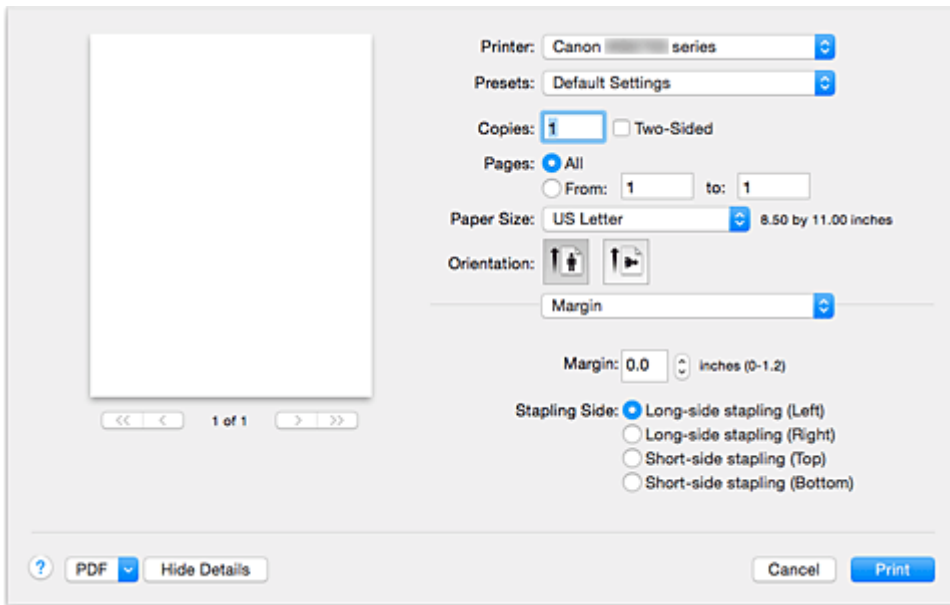 Printer: Canon series
Presets: Default Settings
Copies: 1 Two-Sided
Pages: All
From: 1 to: 1
Paper Size: US Letter 8.50 by 11.00 inches
Orientation:
Margin
Margin: 0.0 inches (0-1.2)
<< < 1 of 1 > >>
Stapling Side: Long-side stapling (Left)
Long-side stapling (Right)
Short-side stapling (Top)
Short-side stapling (Bottom)
? PDF Hide Details Cancel Print